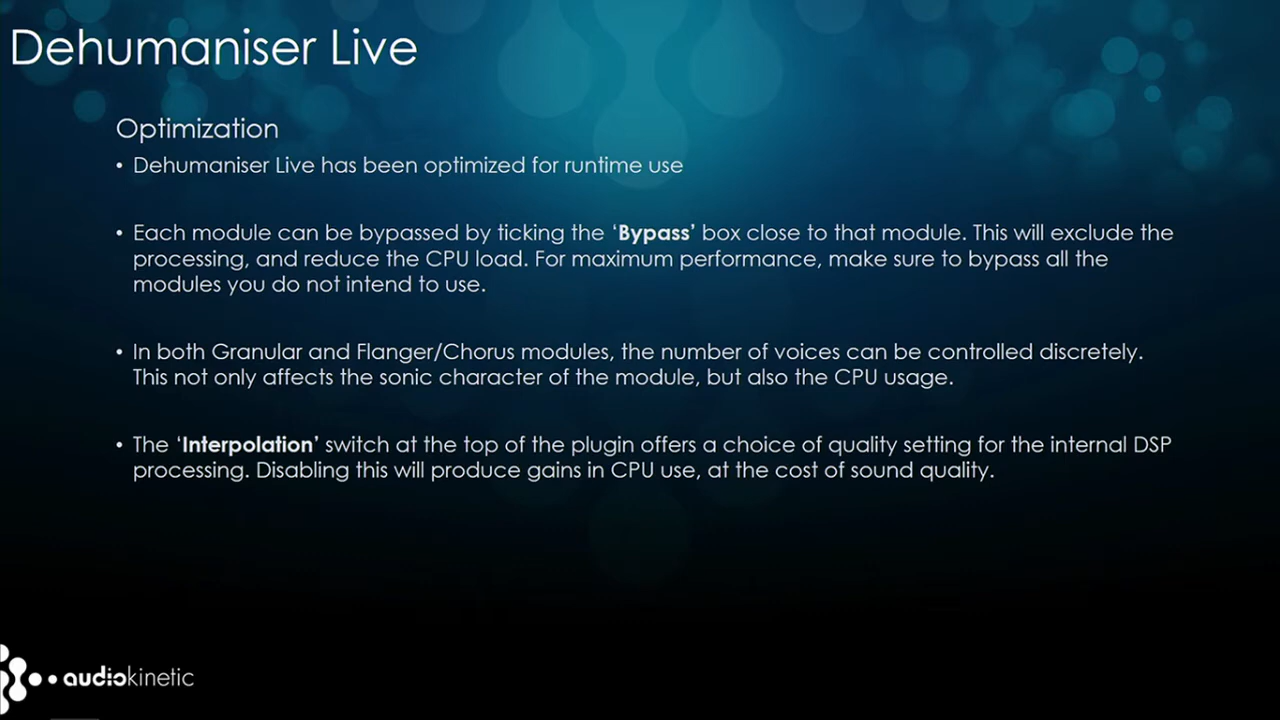 Dehumaniser Live
Optimization
• Dehumaniser Live has been optimized for runtime use
• Each module can be bypassed by ticking the ‘Bypass’ box close to that module. This will exclude the
processing, and reduce the CPU load. For maximum performance, make sure to bypass all the
modules you do not intend to use.
• In both Granular and Flanger/Chorus modules, the number of voices can be controlled discretely.
This not only affects the sonic character of the module, but also the CPU usage.
• The ‘Interpolation’ switch at the top of the plugin offers a choice of quality setting for the internal DSP
processing. Disabling this will produce gains in CPU use, at the cost of sound quality.
audiokinetic